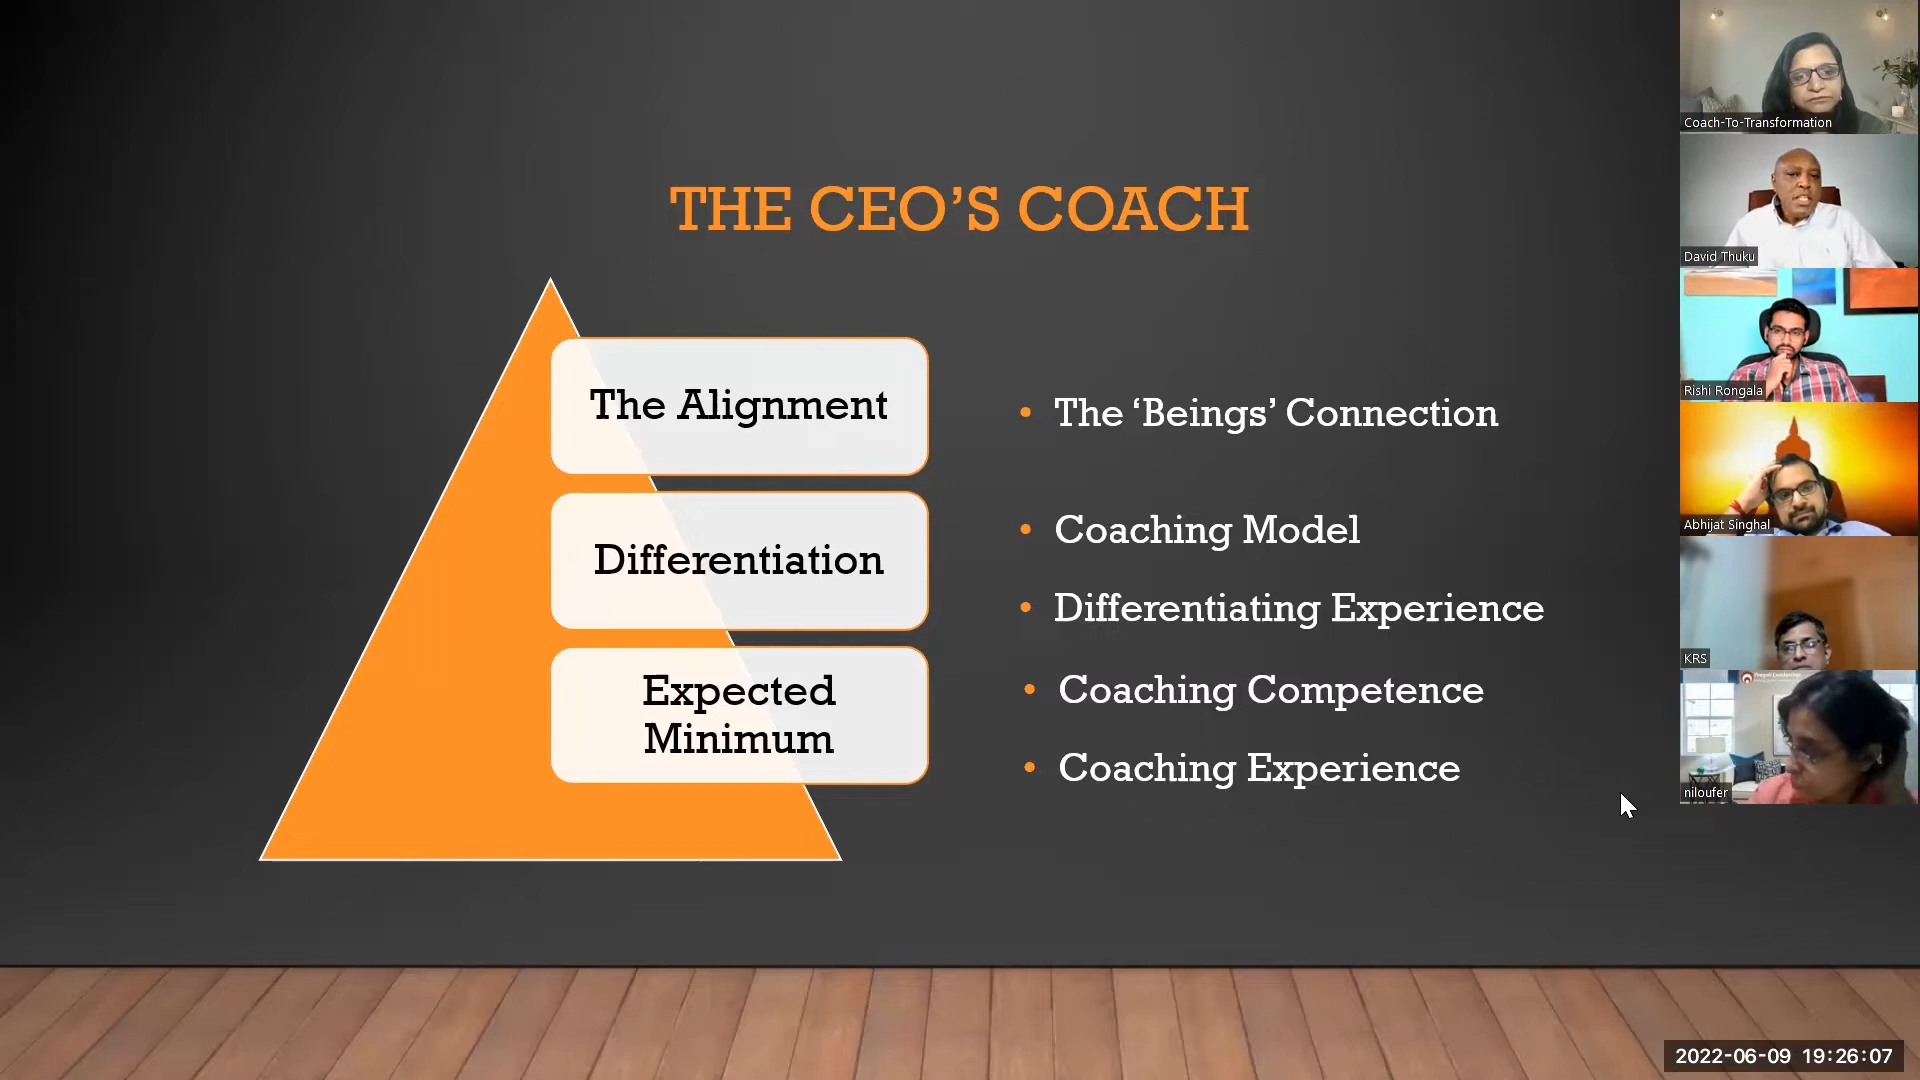 THE CEO’S COACH
The Alignment
• The ‘Beings’ Connection
Differentiation
• Coaching Model
• Differentiating Experience
Expected
Minimum
• Coaching Competence
• Coaching Experience
Coach-To-Transformation
David Thuku
Rishi Rongala
Abhijat Singhal
KRS
niloufer
2022-06-09 19:26:07